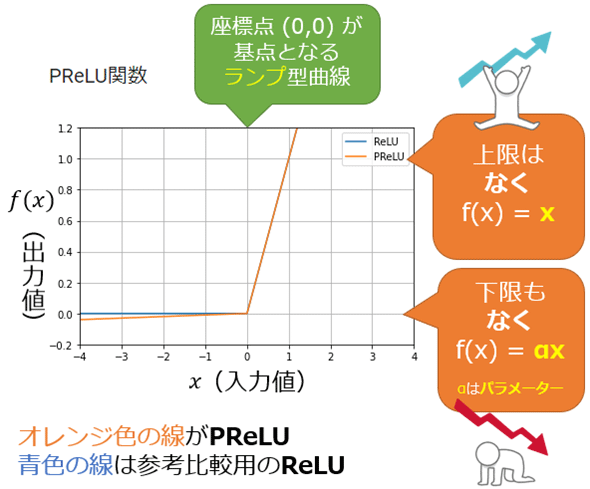 座標点 (0,0) が
基点となる
ランプ型曲線
PReLU関数
ReLU
PReLU
1.2
1.0
0.8
0.6
0.4
0.2
0.0
−0.2
f(x)
(出力値)
−4 −3 −2 −1 0 1 2 3 4
x(入力値)
上限は
なく
f(x) = x
下限も
なく
f(x) = ax
aはパラメーター
オレンジ色の線がPReLU
青色の線は参考比較用のReLU